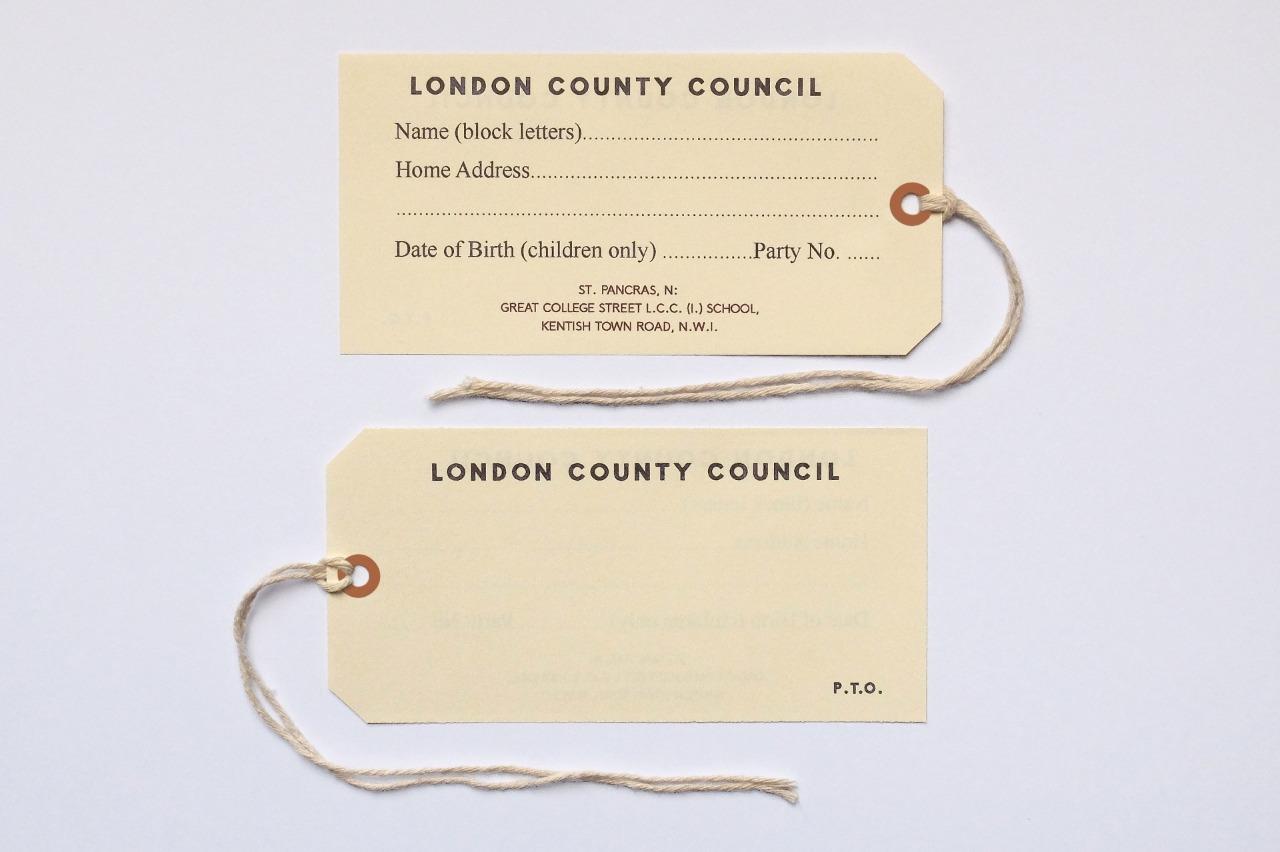 LONDON COUNTY COUNCIL
Name (block letters)..........................................
Home Address.................................................
....................................................................
Date of Birth (children only) .............Party No. ......
ST. PANCRAS, N:
GREAT COLLEGE STREET L.C.C. (I.) SCHOOL,
KENTISH TOWN ROAD, N.W.I.
LONDON COUNTY COUNCIL
P.T.O.